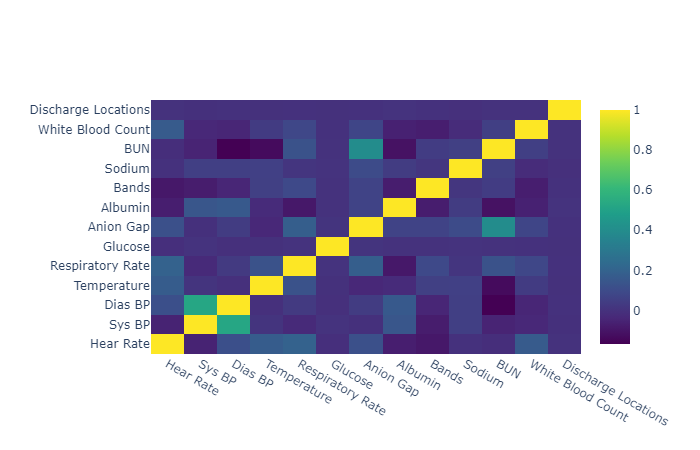 Discharge Locations
White Blood Count
BUN
Sodium
Bands
Albumin
Anion Gap
Glucose
Respiratory Rate
Temperature
Dias BP
Sys BP
Hear Rate
Hear Rate
Sys BP
Dias BP
Temperature
Respiratory Rate
Glucose
Anion Gap
Albumin
Bands
Sodium
BUN
White Blood Count
Discharge Locations
1
0.8
0.6
0.4
0.2
0